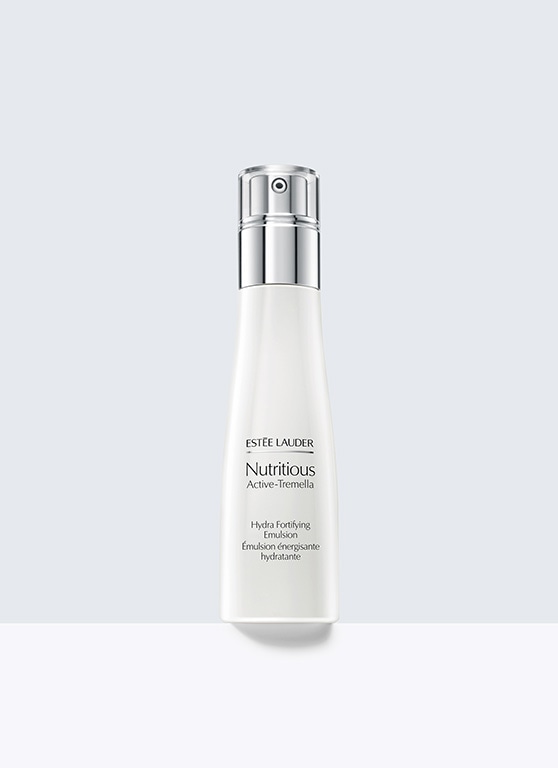 ESTĒE LAUDER
Nutritious
Active-Tremella
Hydra Fortifying
Emulsion
Émulsion énergisante
hydratante